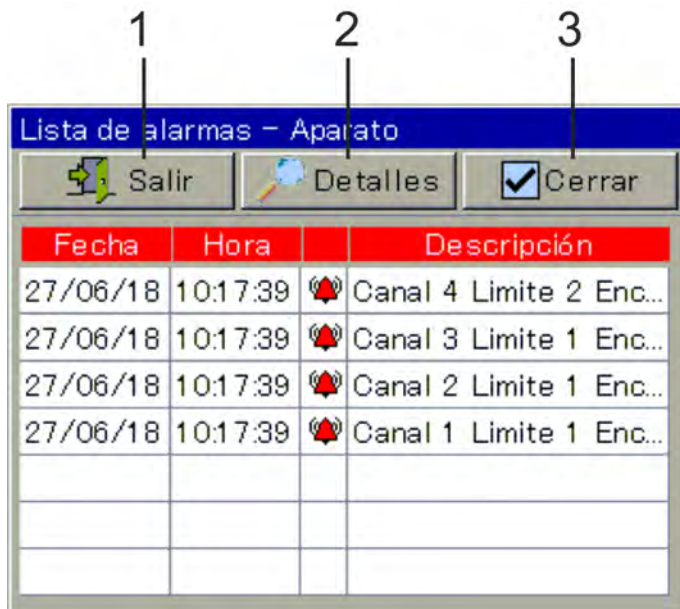 1 2 3
Lista de alarmas - Aparato
Salir Detalles Cerrar
Fecha Hora Descripción
27/06/18 10:17:39 Canal 4 Limite 2 Enc...
27/06/18 10:17:39 Canal 3 Limite 1 Enc...
27/06/18 10:17:39 Canal 2 Limite 1 Enc...
27/06/18 10:17:39 Canal 1 Limite 1 Enc...